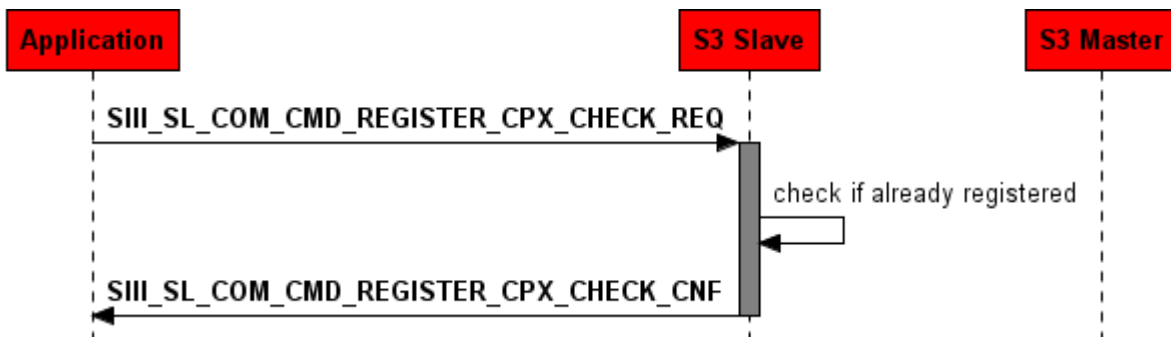 Application
S3 Slave
S3 Master
SIII_SL_COM_CMD_REGISTER_CPX_CHECK_REQ
check if already registered
SIII_SL_COM_CMD_REGISTER_CPX_CHECK_CNF